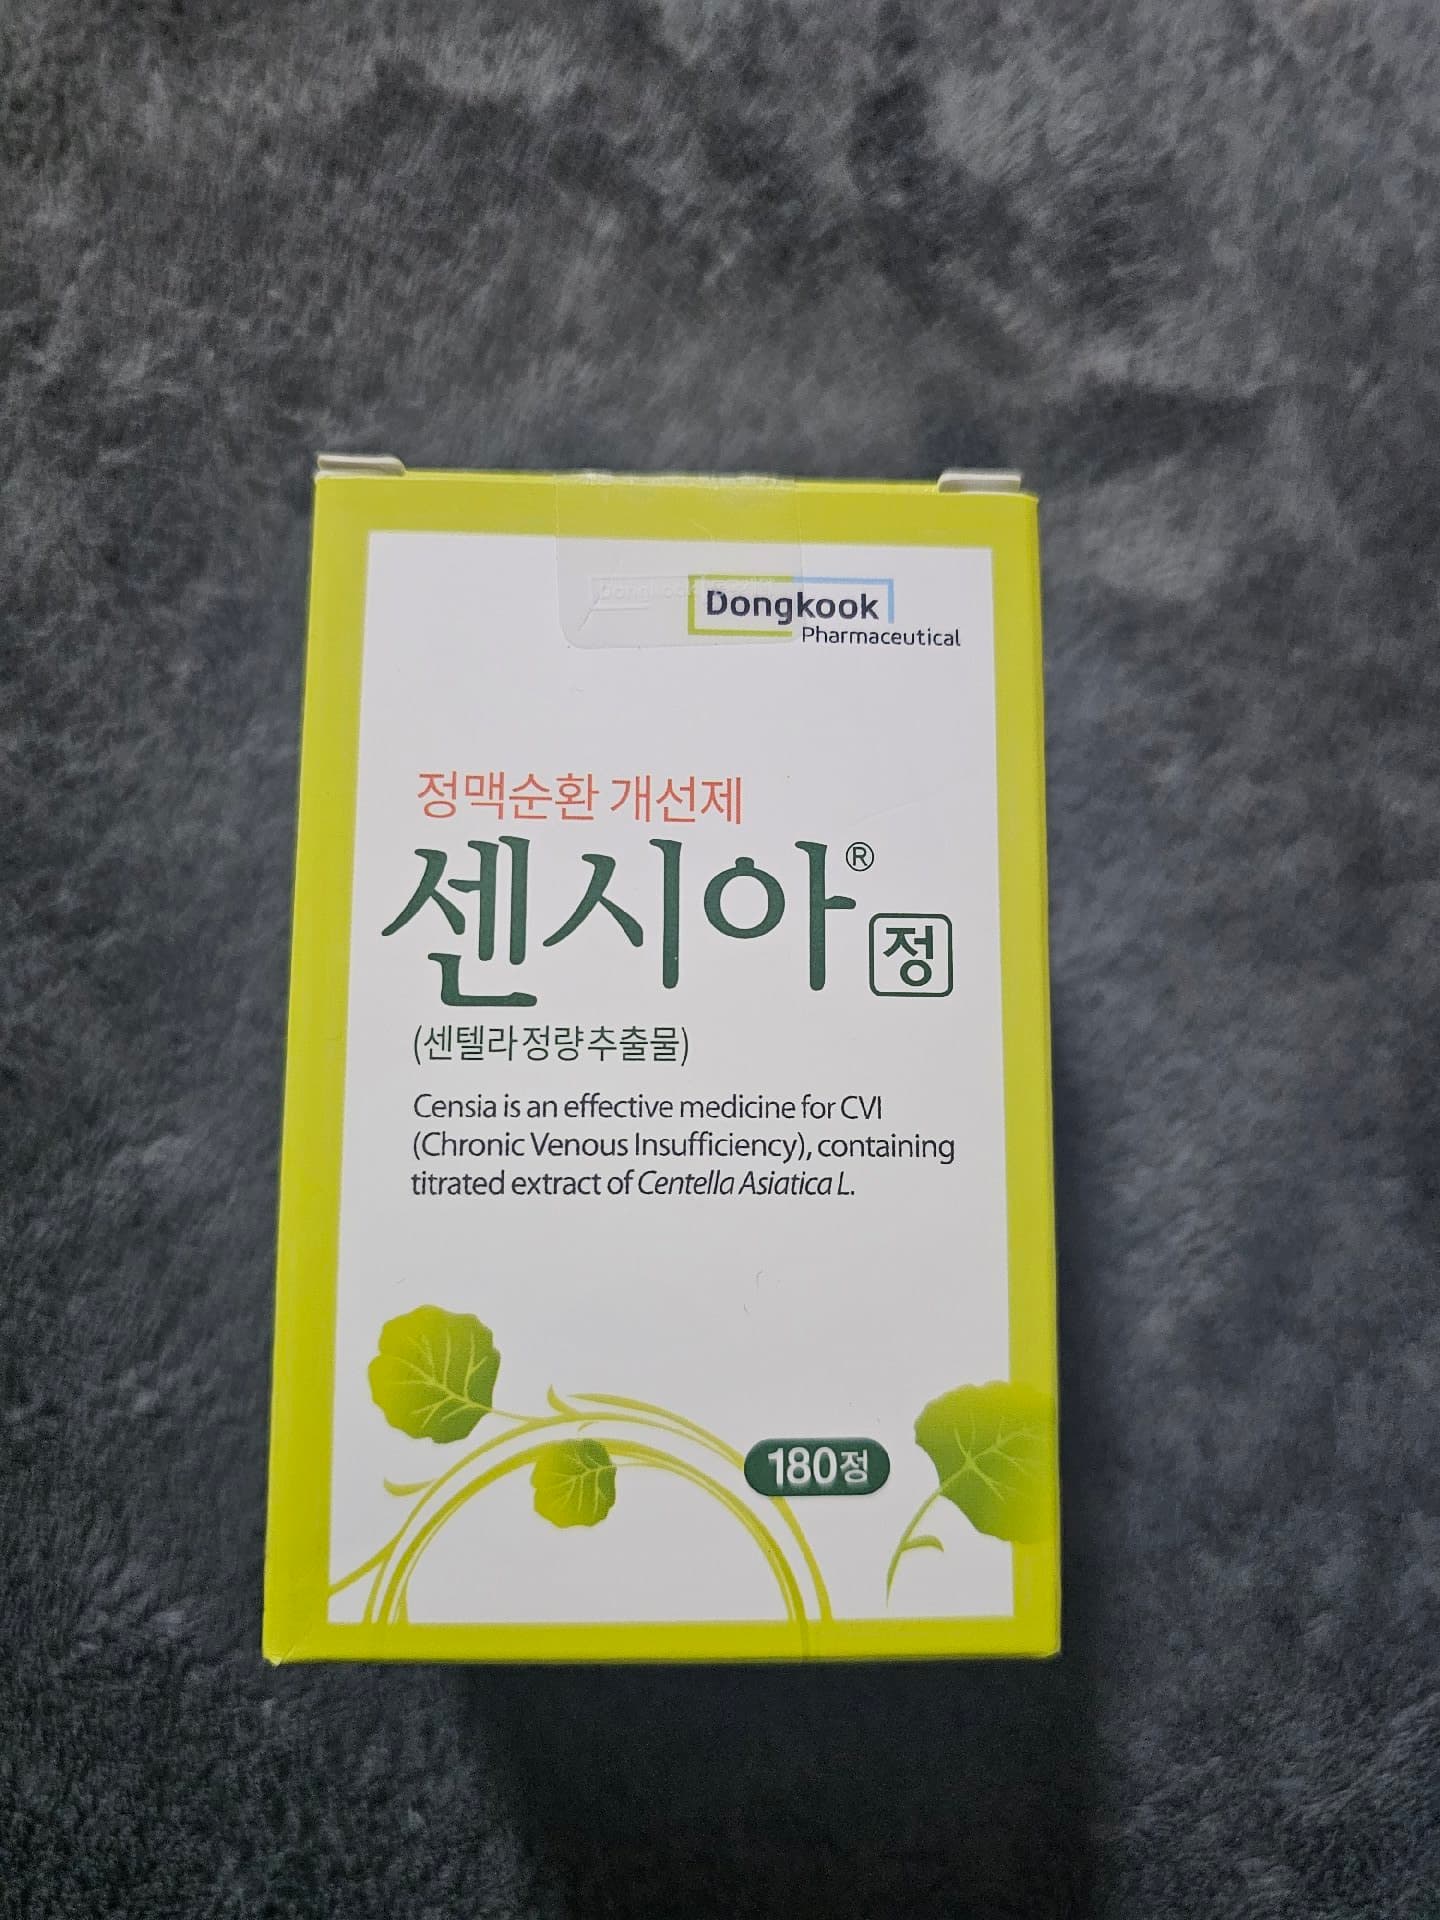 Dongkook
Pharmaceutical
정맥순환 개선제
센시아®
정
(센텔라정량추출물)
Censia is an effective medicine for CVI
(Chronic Venous Insufficiency), containing
titrated extract of Centella Asiatica L.
180정